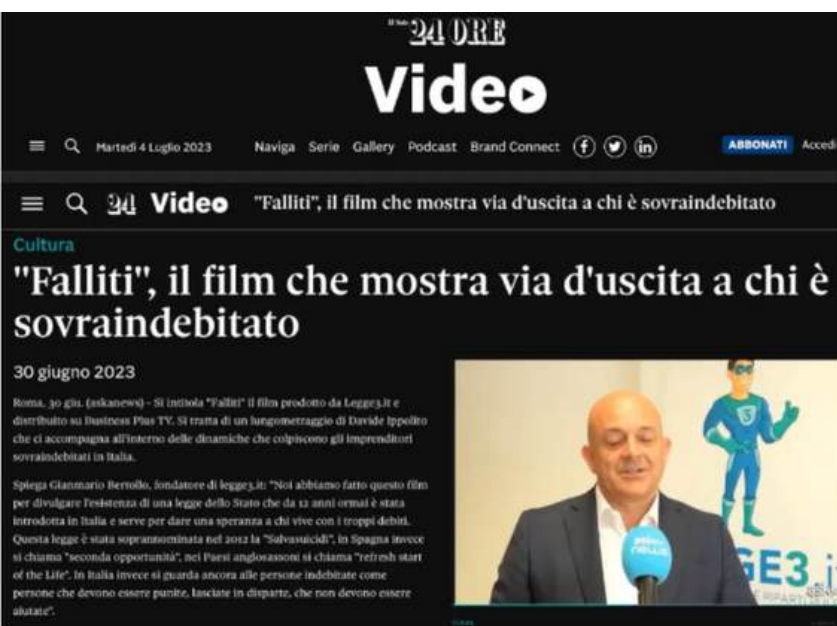 Il Sole 24 ORE
Video
Martedì 4 Luglio 2023 Naviga Serie Gallery Podcast Brand Connect f in ABBONATI Accedi
24 Video "Falliti", il film che mostra via d'uscita a chi è sovraindebitato
Cultura
"Falliti", il film che mostra via d'uscita a chi è
sovraindebitato
30 giugno 2023
Roma, 30 giu. (askanews) - Si intitola "Falliti" il film prodotto da Legge3.it e
distribuito su Business Plus TV. Si tratta di un lungometraggio di Davide Ippolito
che ci accompagna all'interno delle dinamiche che colpiscono gli imprenditori
sovraindebitati in Italia.
Spiega Gianmario Bertollo, fondatore di legge3.it: "Noi abbiamo fatto questo film
per divulgare l'esistenza di una legge dello Stato che da 12 anni ormai è stata
introdotta in Italia e serve per dare una speranza a chi vive con i troppi debiti.
Questa legge è stata soprannominata nel 2012 la "Salvasuicidi", in Spagna invece
si chiama "seconda opportunità", nei Paesi anglosassoni si chiama "refresh start
of the Life". In Italia invece si guarda ancora alle persone indebitate come
persone che devono essere punite, lasciate in disparte, che non devono essere
aiutate".
3
news
GE3 i